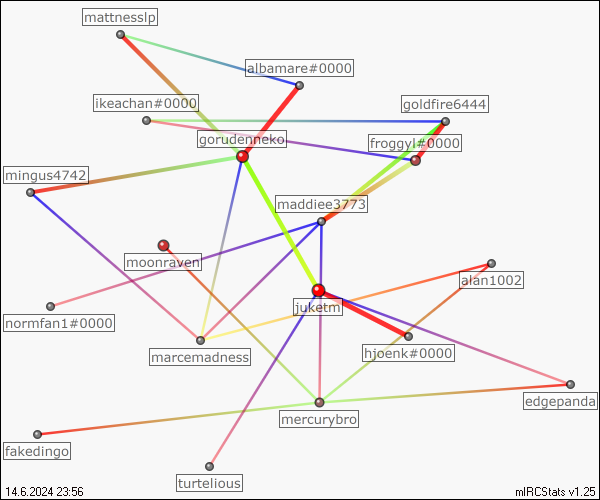 mattnesslp
albamare#0000
ikeachan#0000
goldfire6444
gorudenneko
froggyl#0000
mingus4742
maddiee3773
moonraven
alan1002
juketm
normfan1#0000
marcemadness
hjoenk#0000
edgepanda
mercurybro
fakedingo
turtelious
14.6.2024 23:56
mIRCStats v1.25